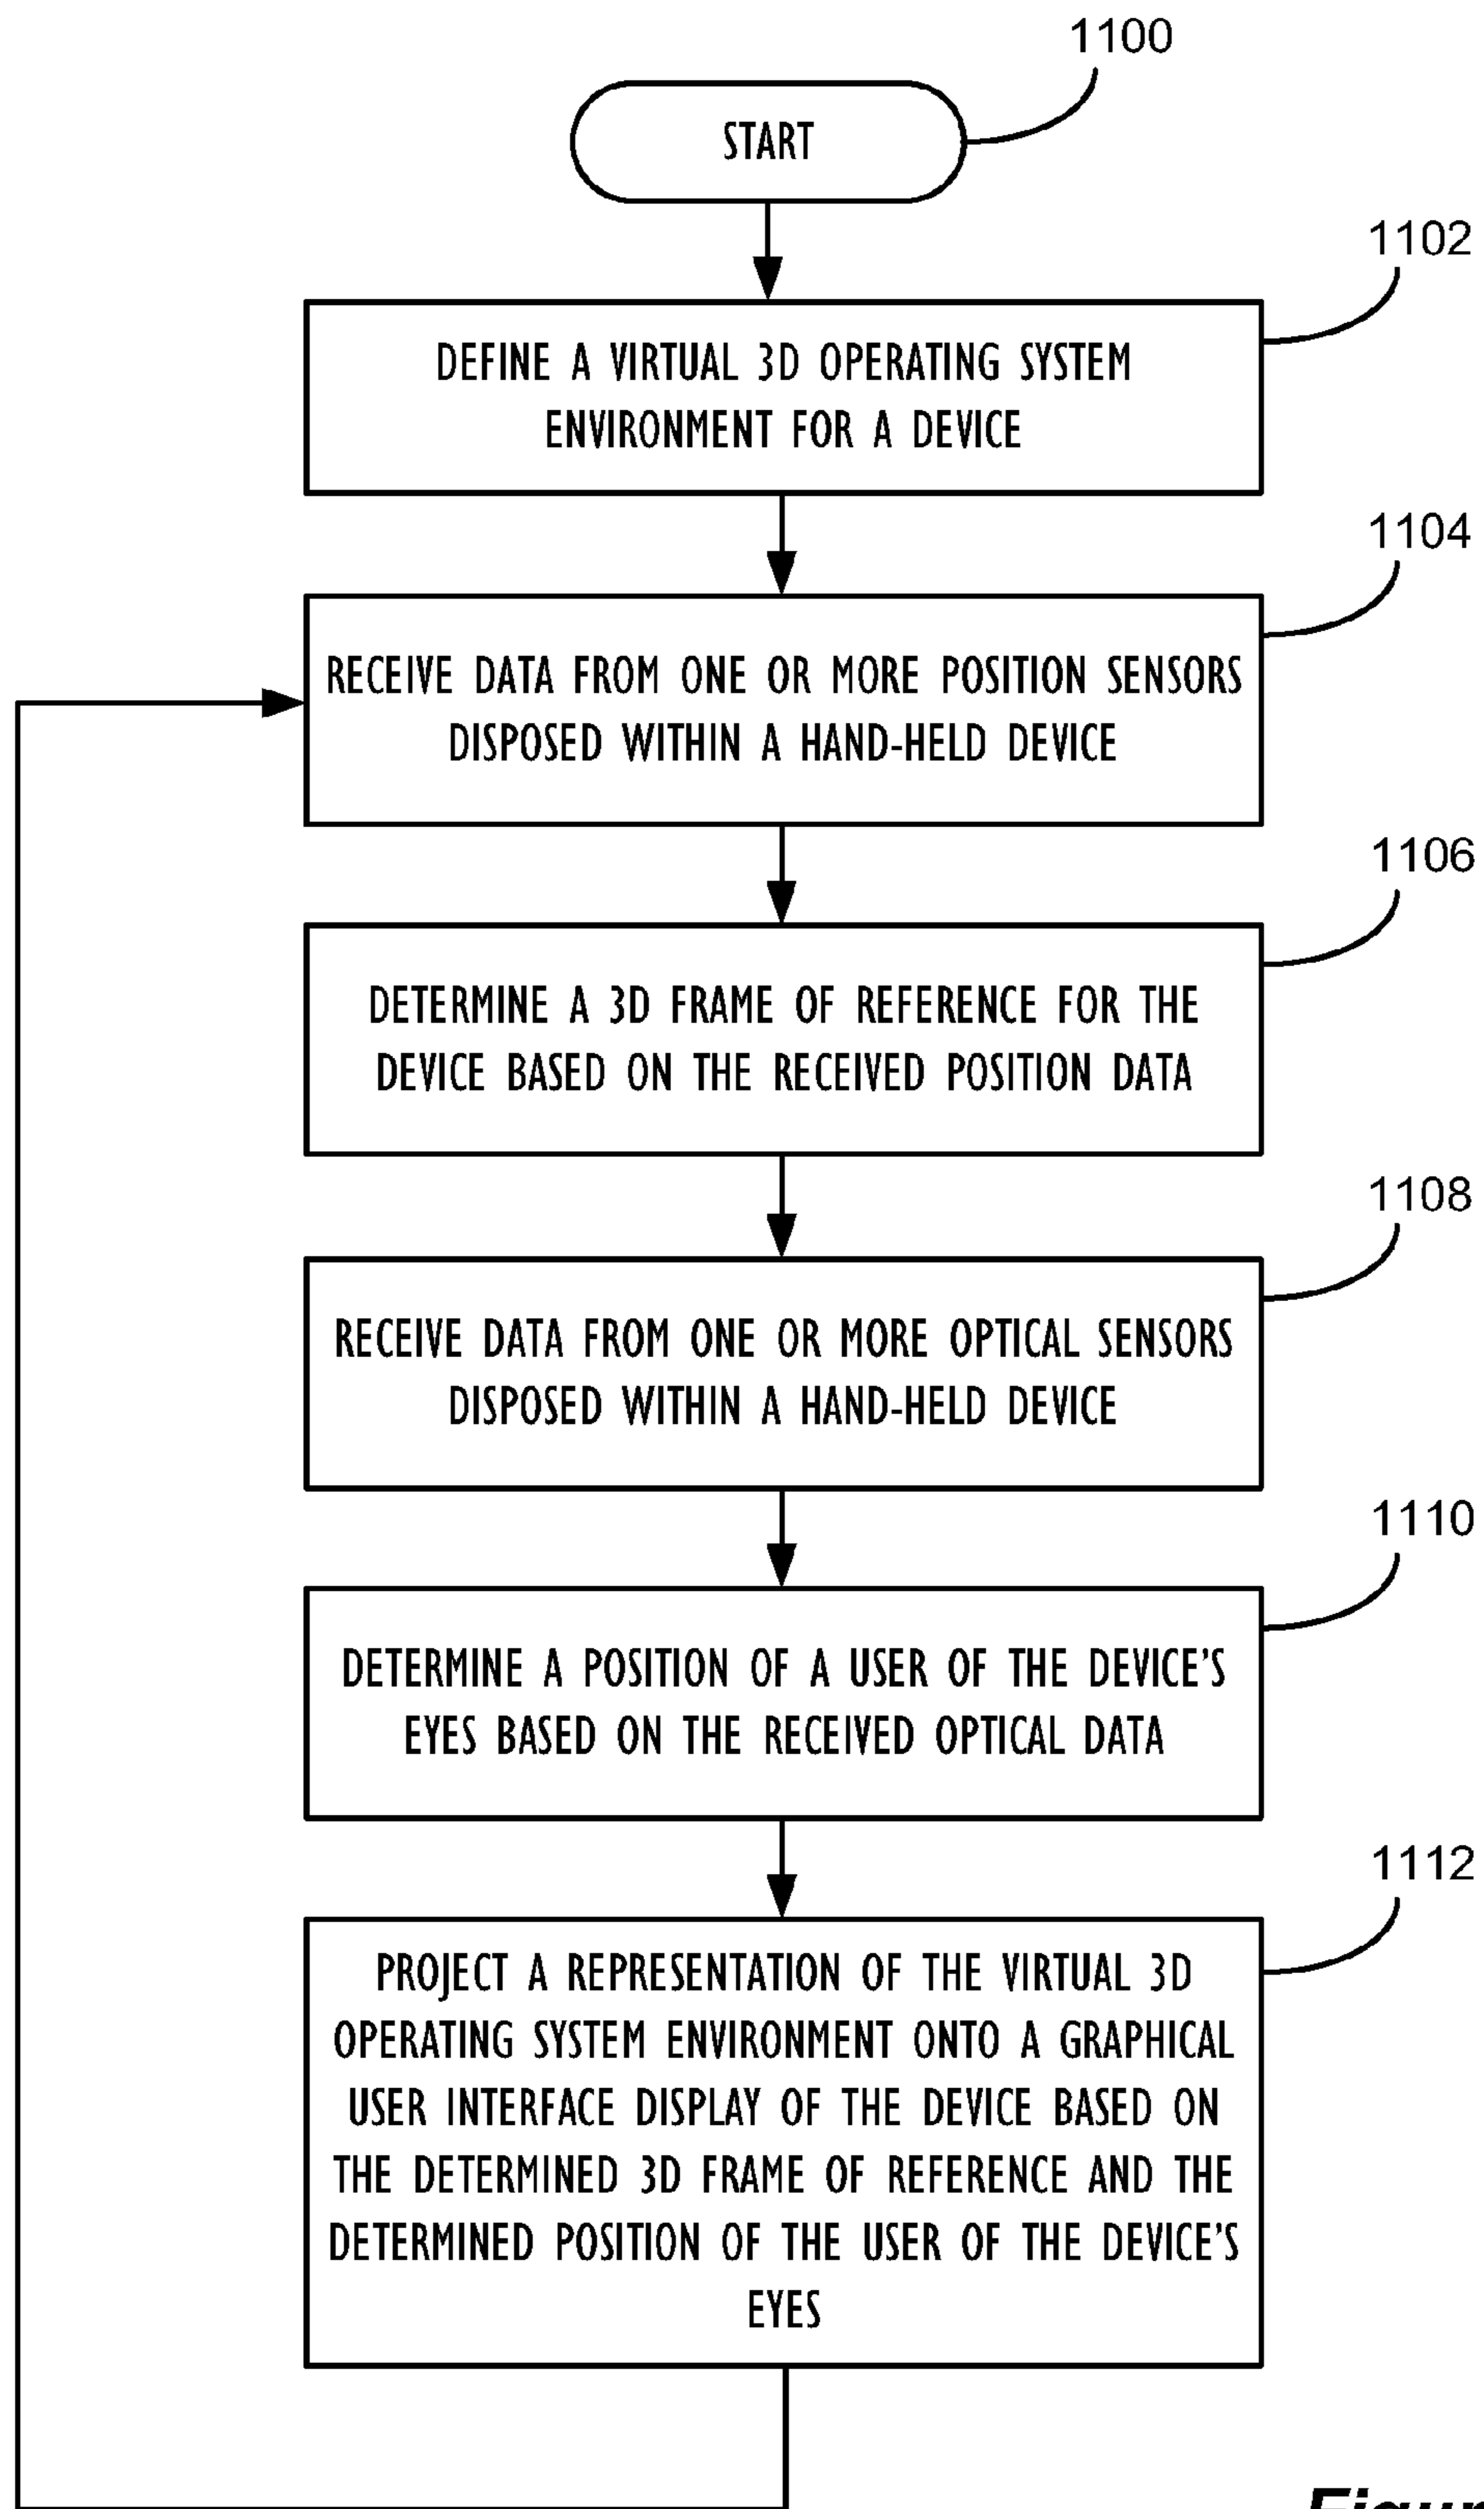 1100
START
1102
DEFINE A VIRTUAL 3D OPERATING SYSTEM
ENVIRONMENT FOR A DEVICE
1104
RECEIVE DATA FROM ONE OR MORE POSITION SENSORS
DISPOSED WITHIN A HAND-HELD DEVICE
1106
DETERMINE A 3D FRAME OF REFERENCE FOR THE
DEVICE BASED ON THE RECEIVED POSITION DATA
1108
RECEIVE DATA FROM ONE OR MORE OPTICAL SENSORS
DISPOSED WITHIN A HAND-HELD DEVICE
1110
DETERMINE A POSITION OF A USER OF THE DEVICE'S
EYES BASED ON THE RECEIVED OPTICAL DATA
1112
PROJECT A REPRESENTATION OF THE VIRTUAL 3D
OPERATING SYSTEM ENVIRONMENT ONTO A GRAPHICAL
USER INTERFACE DISPLAY OF THE DEVICE BASED ON
THE DETERMINED 3D FRAME OF REFERENCE AND THE
DETERMINED POSITION OF THE USER OF THE DEVICE'S
EYES